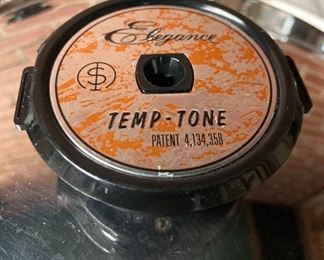 Elegance
TEMP-TONE
PATENT 4,134,358